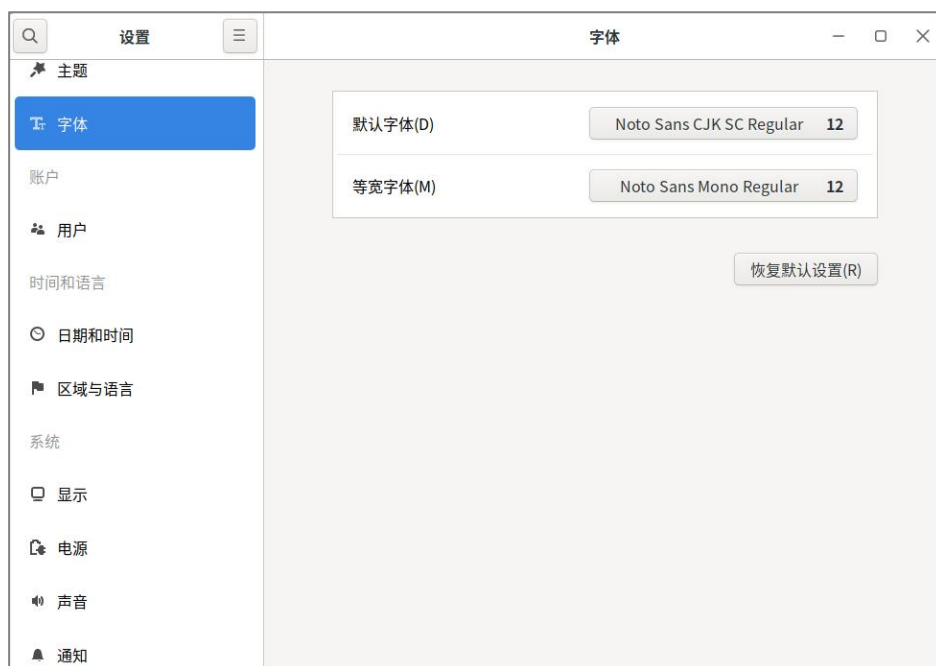 设置
字体
主题
字体
账户
用户
时间和语言
日期和时间
区域与语言
系统
显示
电源
声音
通知
默认字体(D)
Noto Sans CJK SC Regular 12
等宽字体(M)
Noto Sans Mono Regular 12
恢复默认设置(R)